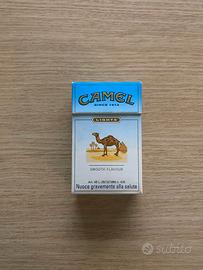 CAMEL
SINCE 1913
LIGHTS
SMOOTH FLAVOUR
Nuoce gravemente alla salute
subito